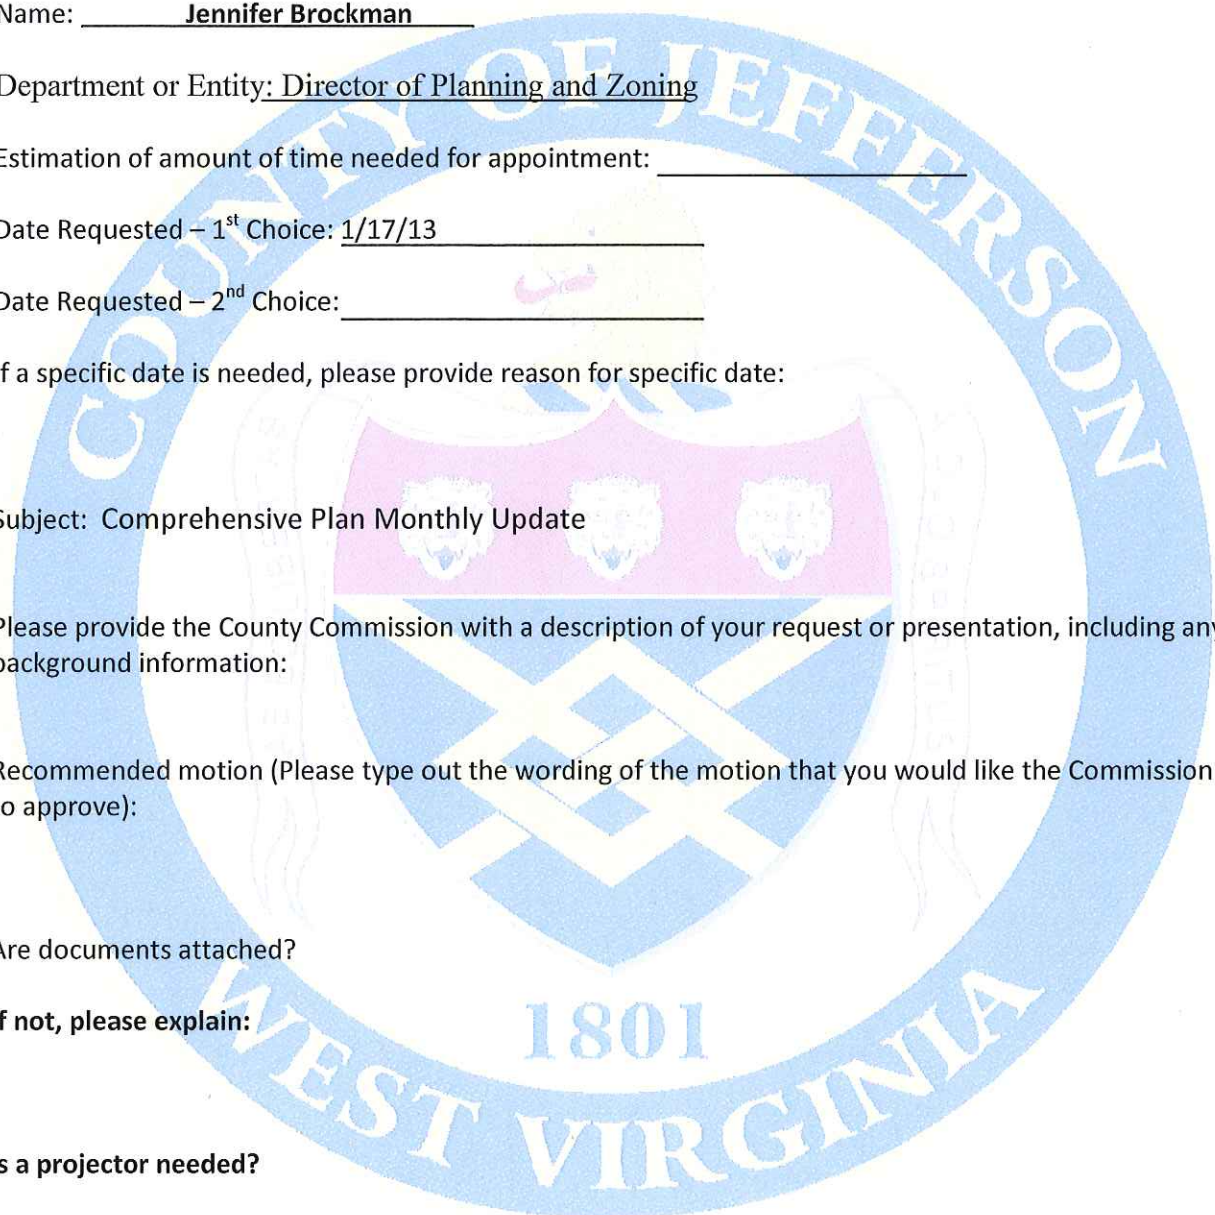 Name: Jennifer Brockman
Department or Entity: Director of Planning and Zoning
Estimation of amount of time needed for appointment:
Date Requested – 1st Choice: 1/17/13
Date Requested – 2nd Choice:
f a specific date is needed, please provide reason for specific date:
Subject: Comprehensive Plan Monthly Update
Please provide the County Commission with a description of your request or presentation, including any
background information:
Recommended motion (Please type out the wording of the motion that you would like the Commission
o approve):
Are documents attached?
f not, please explain:
s a projector needed?
COUNTY OF JEFFERSON
1801
WEST VIRGINIA